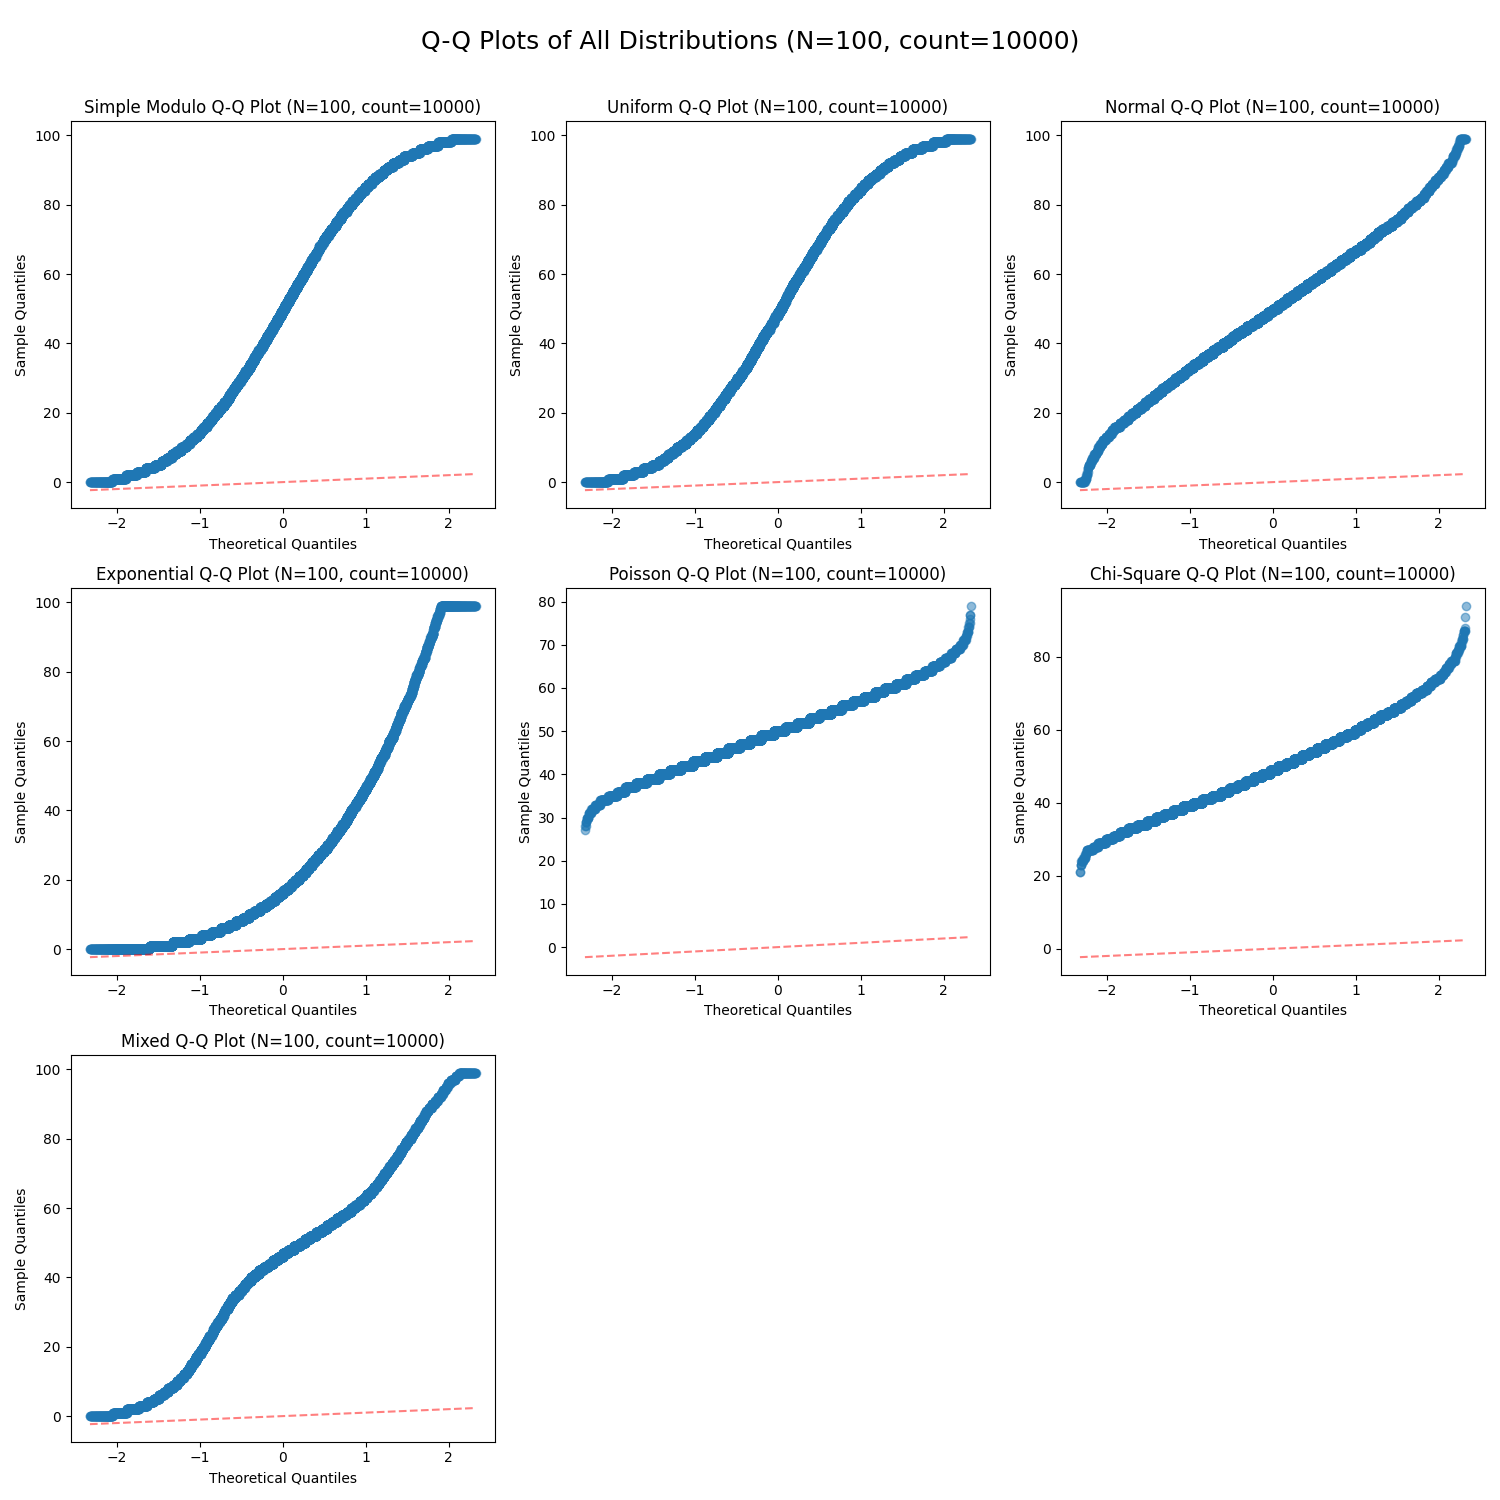 Q-Q Plots of All Distributions (N=100, count=10000)
Simple Modulo Q-Q Plot (N=100, count=10000)
Sample Quantiles
100
80
60
40
20
0
−2 −1 0 1 2
Theoretical Quantiles
Uniform Q-Q Plot (N=100, count=10000)
Sample Quantiles
100
80
60
40
20
0
−2 −1 0 1 2
Theoretical Quantiles
Normal Q-Q Plot (N=100, count=10000)
Sample Quantiles
100
80
60
40
20
0
−2 −1 0 1 2
Theoretical Quantiles
Exponential Q-Q Plot (N=100, count=10000)
Sample Quantiles
100
80
60
40
20
0
−2 −1 0 1 2
Theoretical Quantiles
Poisson Q-Q Plot (N=100, count=10000)
Sample Quantiles
80
70
60
50
40
30
20
10
0
−2 −1 0 1 2
Theoretical Quantiles
Chi-Square Q-Q Plot (N=100, count=10000)
Sample Quantiles
80
60
40
20
0
−2 −1 0 1 2
Theoretical Quantiles
Mixed Q-Q Plot (N=100, count=10000)
Sample Quantiles
100
80
60
40
20
0
−2 −1 0 1 2
Theoretical Quantiles